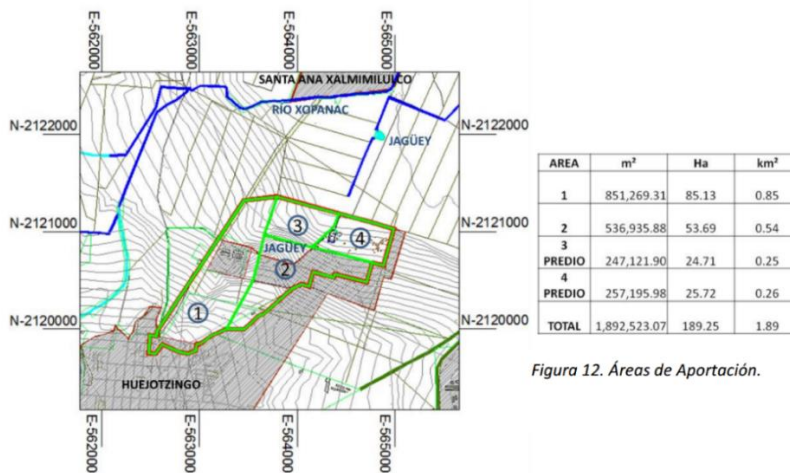 E-562000
E-563000
E-564000
E-565000
SANTA ANA XALMIMILULCO
RÍO XOPANAC
N-2122000
JAGÜEY
N-2122000
N-2121000
3
4
N-2121000
JAGÜEY
2
N-2120000
1
N-2120000
HUEJOTZINGO
E-562000
E-563000
E-564000
E-565000
AREA m² Ha km²
1 851,269.31 85.13 0.85
2 536,935.88 53.69 0.54
3
PREDIO 247,121.90 24.71 0.25
4
PREDIO 257,195.98 25.72 0.26
TOTAL 1,892,523.07 189.25 1.89
Figura 12. Áreas de Aportación.